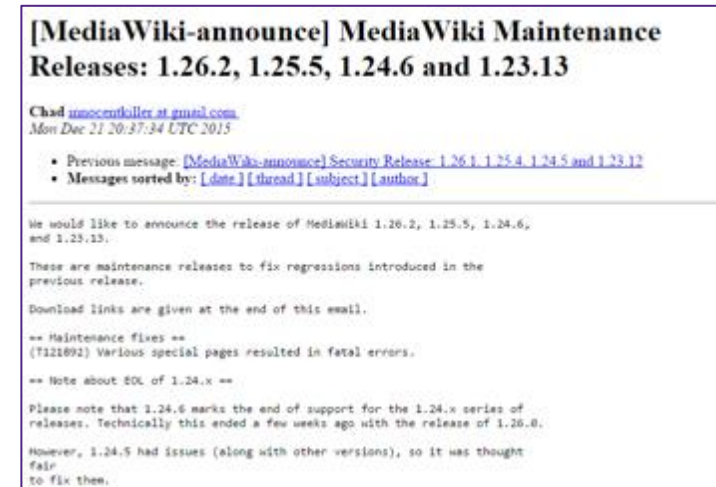 [MediaWiki-announce] MediaWiki Maintenance
Releases: 1.26.2, 1.25.5, 1.24.6 and 1.23.13
Chad innocentkiller at gmail.com
Mon Dec 21 20:37:34 UTC 2015
• Previous message: [MediaWiki-announce] Security Release: 1.26.1, 1.25.4, 1.24.5 and 1.23.12
• Messages sorted by: [ date ] [ thread ] [ subject ] [ author ]
We would like to announce the release of MediaWiki 1.26.2, 1.25.5, 1.24.6,
and 1.23.13.
These are maintenance releases to fix regressions introduced in the
previous release.
Download links are given at the end of this email.
== Maintenance fixes ==
(T121892) Various special pages resulted in fatal errors.
== Note about EOL of 1.24.x ==
Please note that 1.24.6 marks the end of support for the 1.24.x series of
releases. Technically this ended a few weeks ago with the release of 1.26.0.
However, 1.24.5 had issues (along with other versions), so it was thought
fair
to fix them.